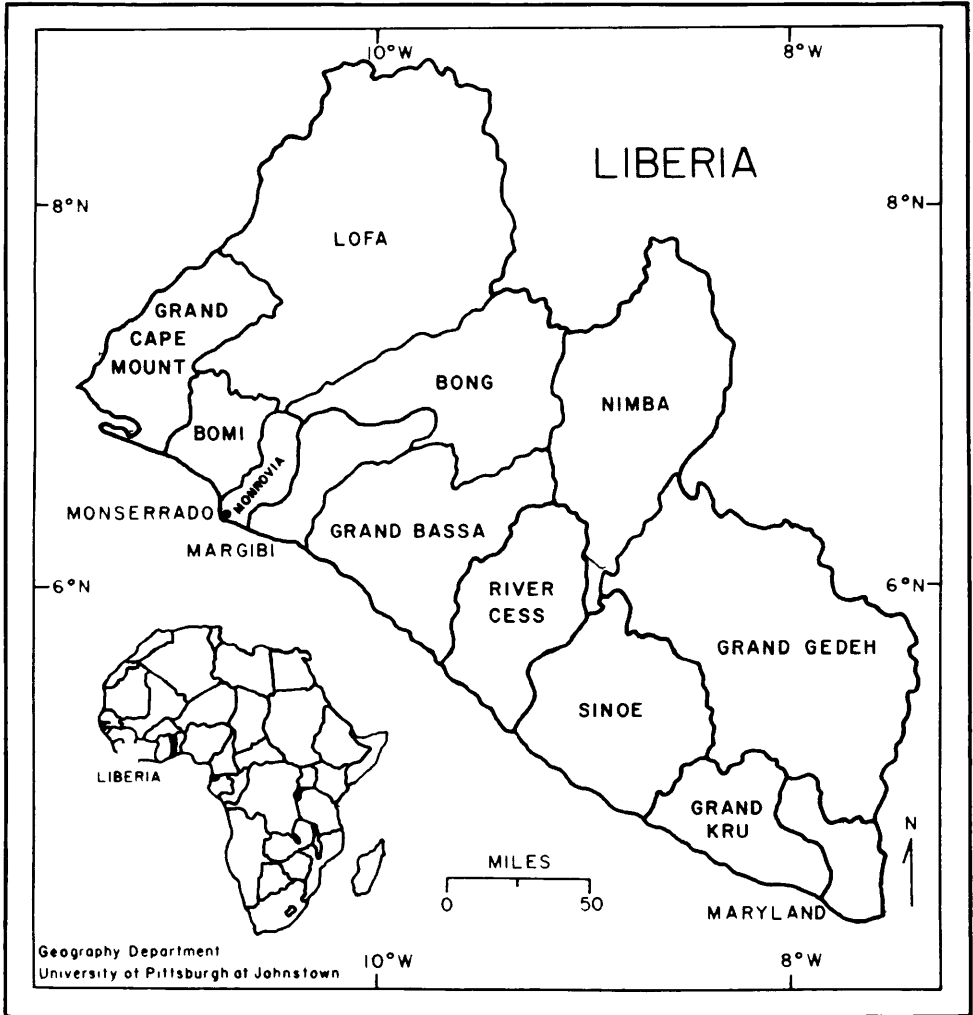 10°W
8°W
LIBERIA
8°N
8°N
LOFA
GRAND
CAPE
MOUNT
BONG
NIMBA
BOMI
MONROVIA
MONSERRADO
MARGIBI
GRAND BASSA
6°N
6°N
RIVER
CESS
GRAND GEDEH
SINOE
LIBERIA
GRAND
KRU
N
MILES
0
50
MARYLAND
Geography Department
University of Pittsburgh at Johnstown
10°W
8°W